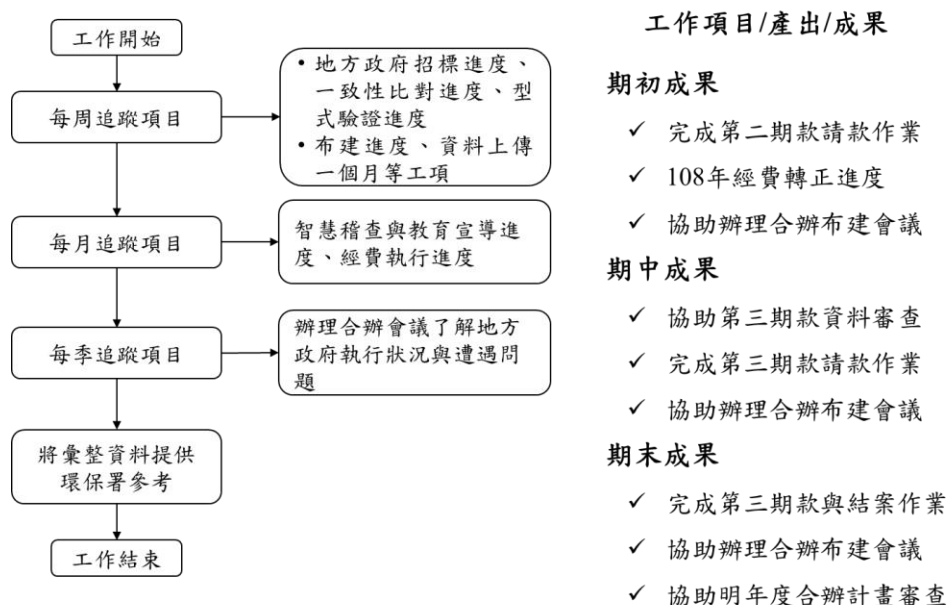 工作開始
每周追蹤項目
• 地方政府招標進度、
一致性比對進度、型
式驗證進度
• 布建進度、資料上傳
一個月等工項
每月追蹤項目
智慧稽查與教育宣導進
度、經費執行進度
每季追蹤項目
辦理合辦會議了解地方
政府執行狀況與遭遇問
題
將彙整資料提供
環保署參考
工作結束
工作項目/產出/成果
期初成果
✓ 完成第二期款請款作業
✓ 108年經費轉正進度
✓ 協助辦理合辦布建會議
期中成果
✓ 協助第三期款資料審查
✓ 完成第三期款請款作業
✓ 協助辦理合辦布建會議
期末成果
✓ 完成第三期款與結案作業
✓ 協助辦理合辦布建會議
✓ 協助明年度合辦計畫審查